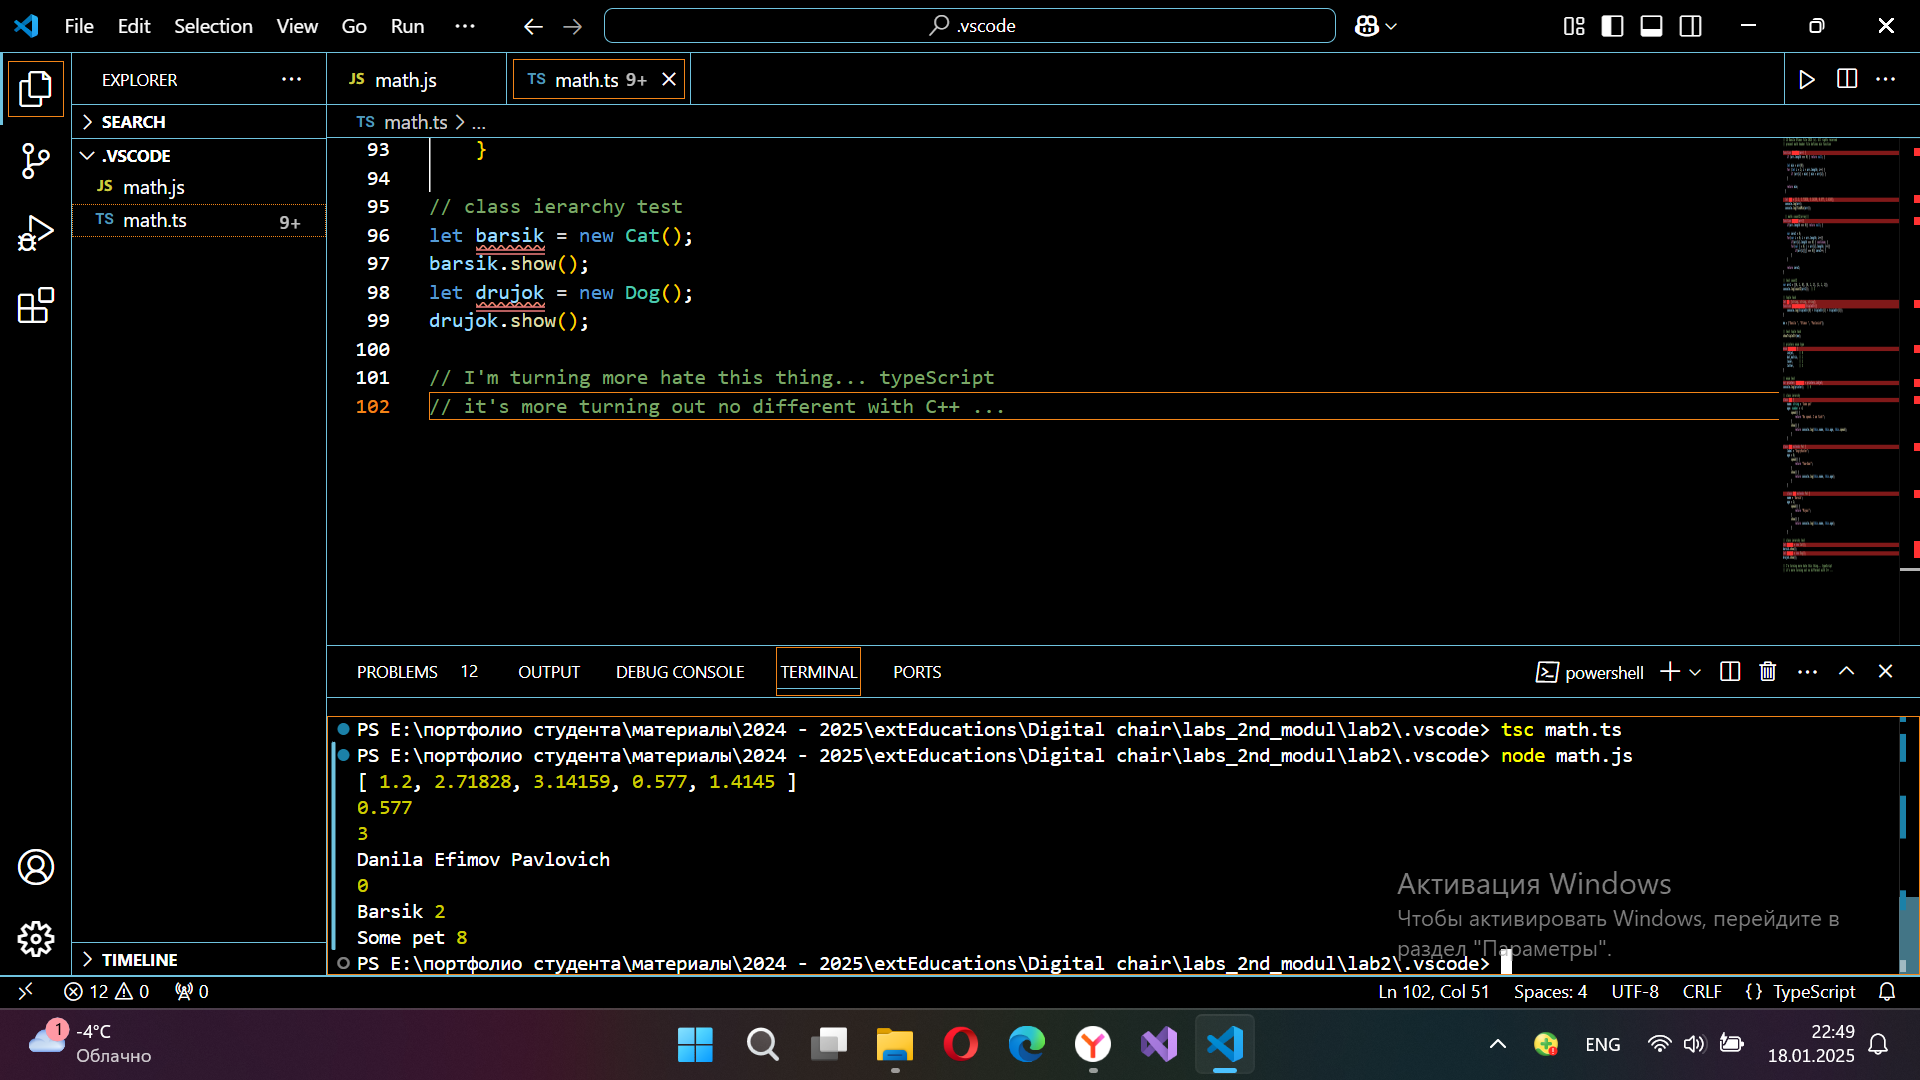 File Edit Selection View Go Run ... .vscode
EXPLORER ...
JS math.js
TS math.ts 9+
SEARCH
TS math.ts > ...
.VSCODE
JS math.js
TS math.ts 9+
93 }
94
95 // class ierarchy test
96 let barsik = new Cat();
97 barsik.show();
98 let drujok = new Dog();
99 drujok.show();
100
101 // I'm turning more hate this thing... typeScript
102 // it's more turning out no different with C++ ...
PROBLEMS 12 OUTPUT DEBUG CONSOLE TERMINAL PORTS powershell
PS E:\портфолио студента\материалы\2024 - 2025\extEducations\Digital chair\labs_2nd_modul\lab2\.vscode> tsc math.ts
PS E:\портфолио студента\материалы\2024 - 2025\extEducations\Digital chair\labs_2nd_modul\lab2\.vscode> node math.js
[ 1.2, 2.71828, 3.14159, 0.577, 1.4145 ]
0.577
3
Danila Efimov Pavlovich
0
Barsik 2
Some pet 8
PS E:\портфолио студента\материалы\2024 - 2025\extEducations\Digital chair\labs_2nd_modul\lab2\.vscode>
Активация Windows
Чтобы активировать Windows, перейдите в
раздел "Параметры".
TIMELINE
12 0 0 Ln 102, Col 51 Spaces: 4 UTF-8 CRLF {} TypeScript
1 -4°C
Облачно
ENG
22:49
18.01.2025